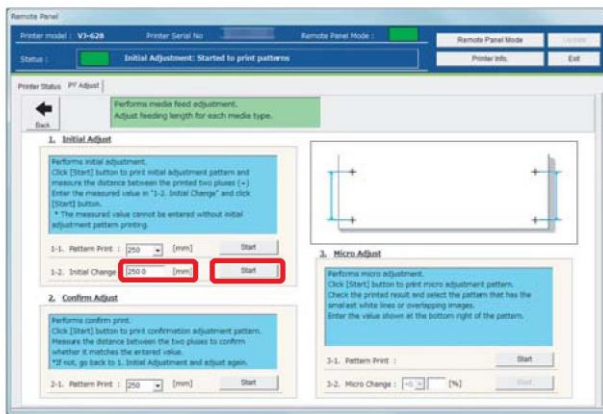 Remote Panel
Printer model : VJ-628 Printer Serial No Remote Panel Mode :
Remote Panel Mode Update
Status : Initial Adjustment: Started to print patterns
Printer Info. Exit
Printer Status PF Adjust
Back
Performs media feed adjustment.
Adjust feeding length for each media type.
1. Initial Adjust
Performs initial adjustment.
Click [Start] button to print initial adjustment pattern and
measure the distance between the printed two pluses (+)
Enter the measured value in "1-2. Initial Change" and click
[Start] button.
* The measured value cannot be entered without initial
adjustment pattern printing.
1-1. Pattern Print : 250 [mm] Start
1-2. Initial Change 250.0 [mm] Start
2. Confirm Adjust
Performs confirm print.
Click [Start] button to print confirmation adjustment pattern.
Measure the distance between the two pluses to confirm
whether it matches the entered value.
*If not, go back to 1. Initial Adjustment and adjust again.
2-1. Pattern Print : 250 [mm] Start
3. Micro Adjust
Performs micro adjustment.
Click [Start] button to print micro adjustment pattern.
Check the printed result and select the pattern that has the
smallest white lines or overlapping images.
Enter the value shown at the bottom right of the pattern.
3-1. Pattern Print : Start
3-2. Micro Change : [%] Start